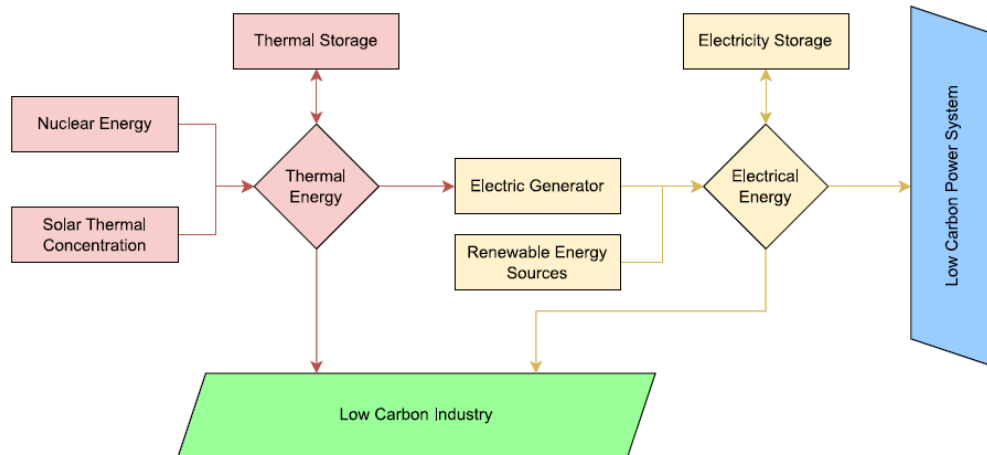 Thermal Storage
Electricity Storage
Nuclear Energy
Solar Thermal
Concentration
Thermal
Energy
Electric Generator
Renewable Energy
Sources
Electrical
Energy
Low Carbon Power System
Low Carbon Industry